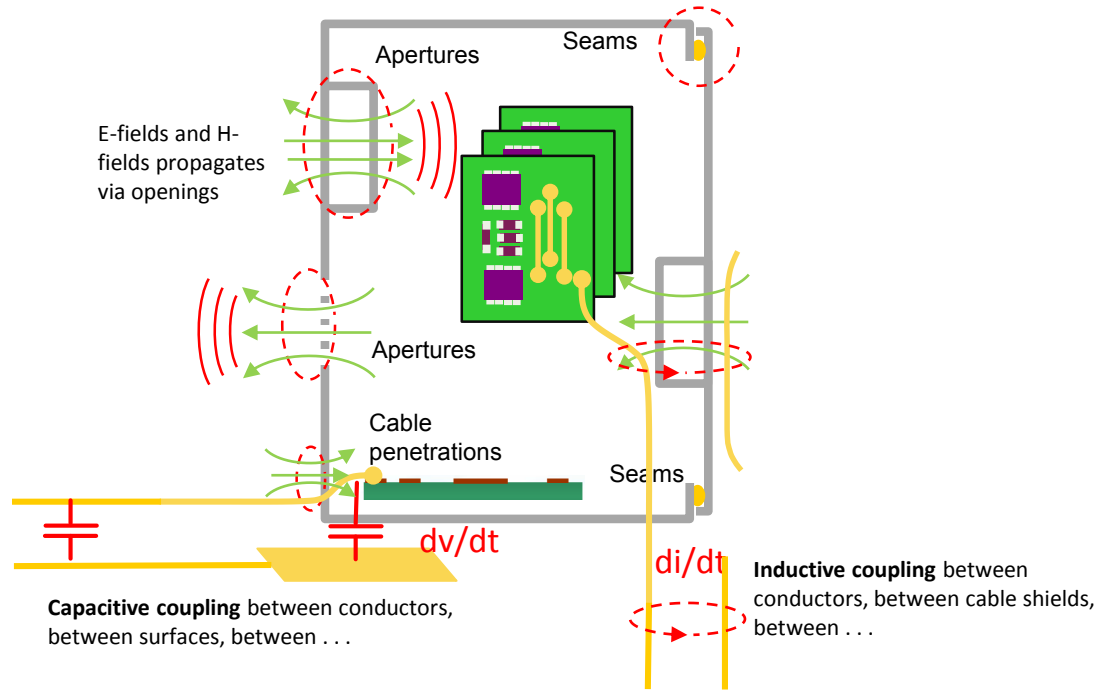 Seams
Apertures
E-fields and H-
fields propagates
via openings
Apertures
Cable
penetrations
Seams
dv/dt
di/dt
Inductive coupling between
conductors, between cable shields,
between . . .
Capacitive coupling between conductors,
between surfaces, between . . .